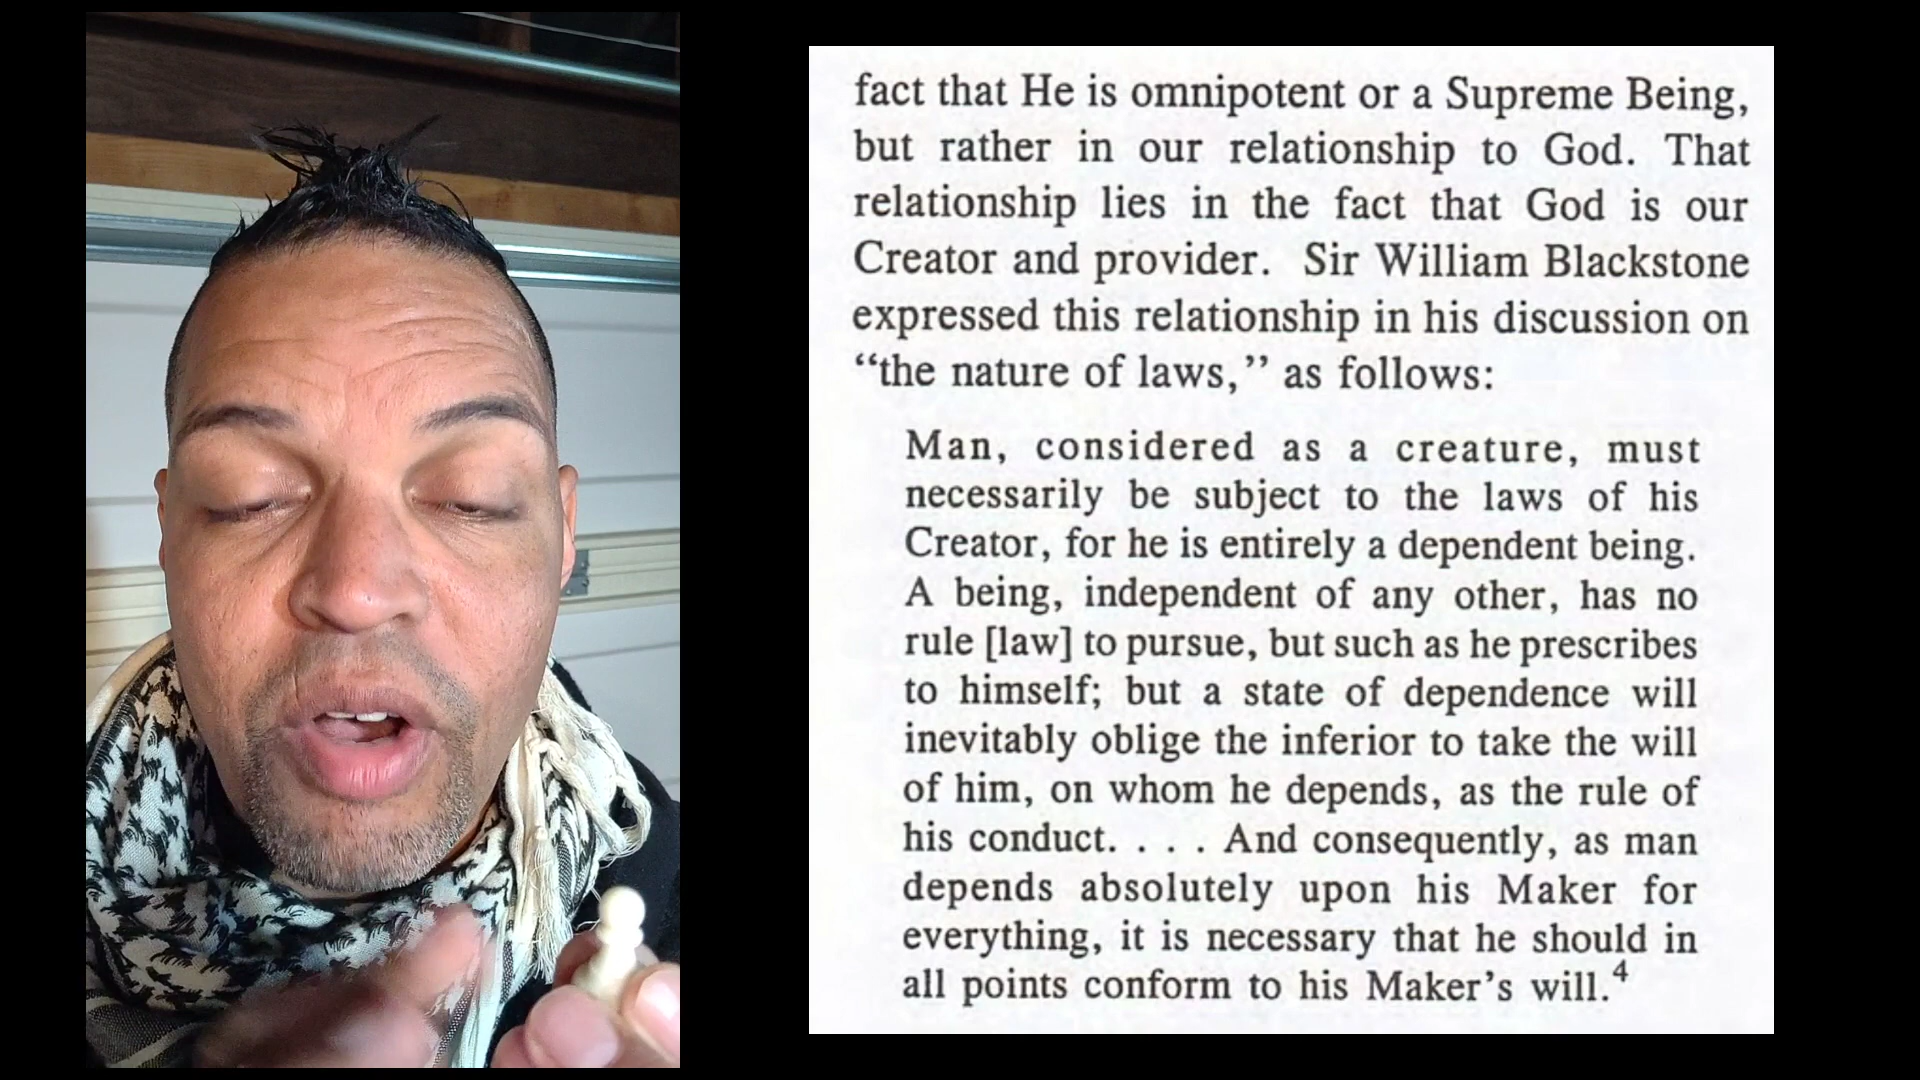 fact that He is omnipotent or a Supreme Being,
but rather in our relationship to God. That
relationship lies in the fact that God is our
Creator and provider. Sir William Blackstone
expressed this relationship in his discussion on
“the nature of laws,” as follows:
Man, considered as a creature, must
necessarily be subject to the laws of his
Creator, for he is entirely a dependent being.
A being, independent of any other, has no
rule [law] to pursue, but such as he prescribes
to himself; but a state of dependence will
inevitably oblige the inferior to take the will
of him, on whom he depends, as the rule of
his conduct. . . . And consequently, as man
depends absolutely upon his Maker for
everything, it is necessary that he should in
all points conform to his Maker’s will.4